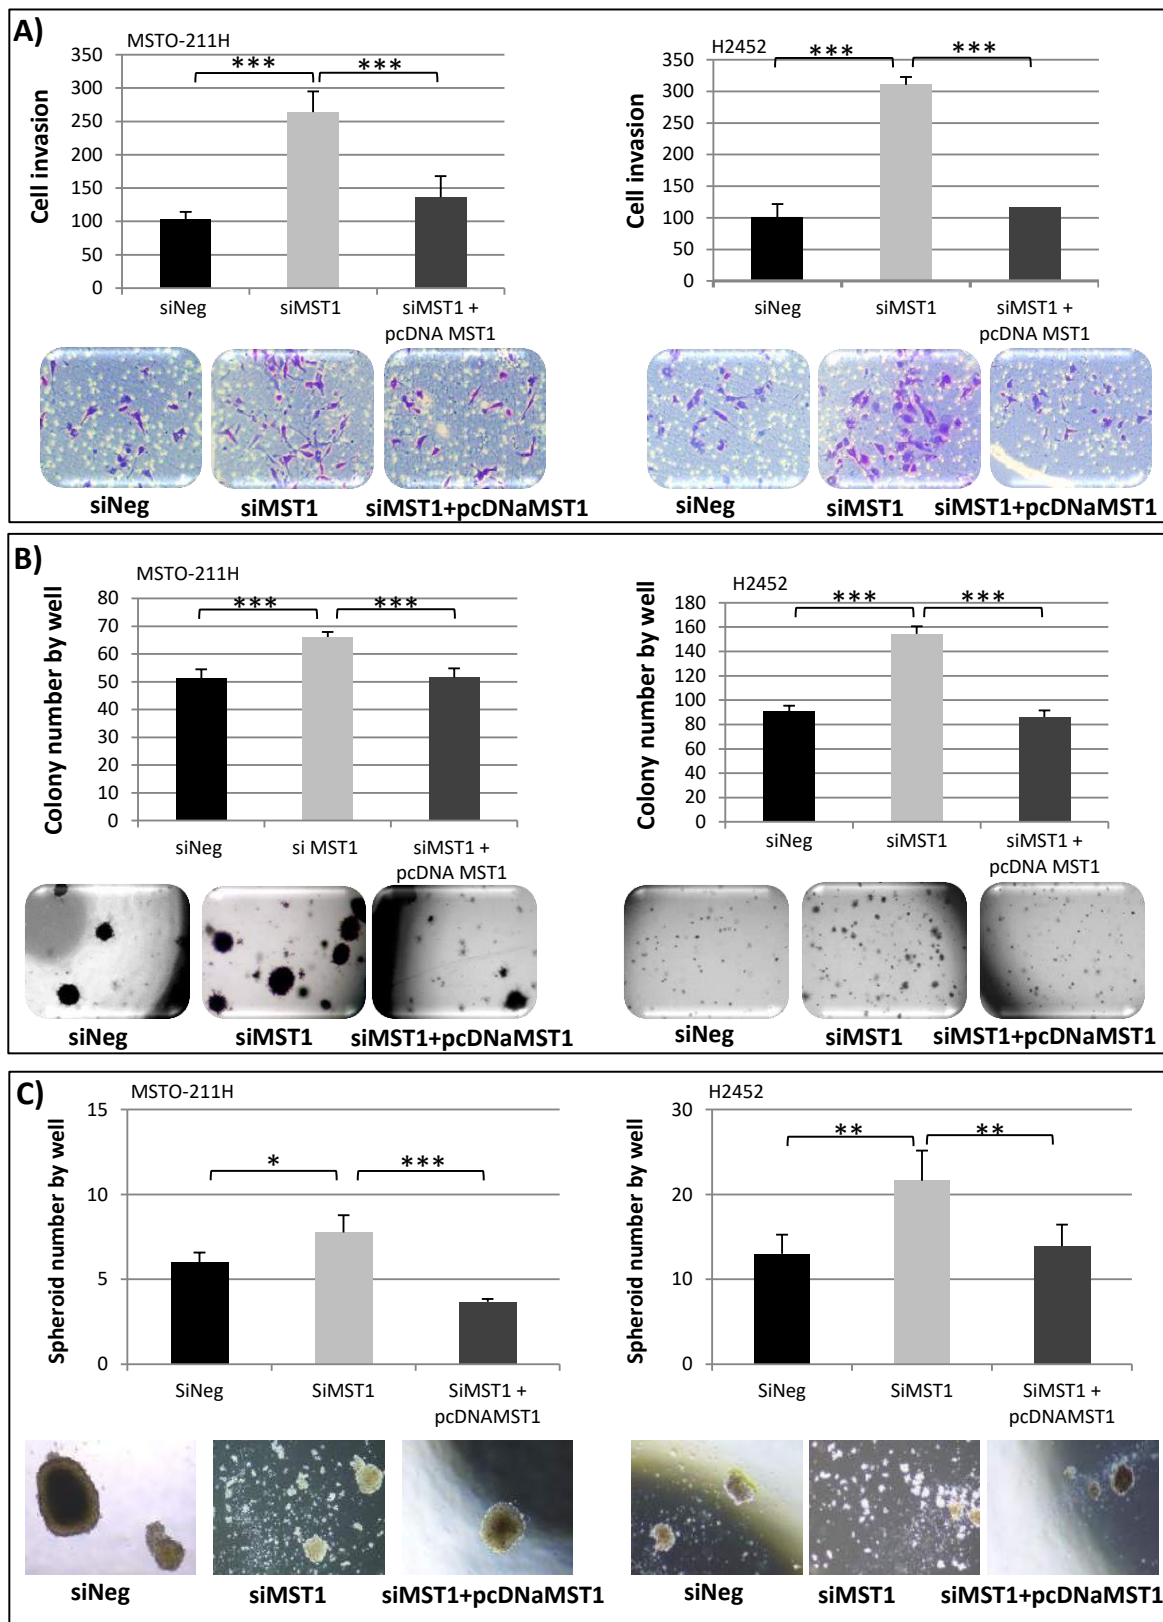 A)
MSTO-211H
Cell invasion
350
300
250
200
150
100
50
0
*** ***
siNeg siMST1 siMST1 +
pcDNA MST1
siNeg siMST1 siMST1+pcDNaMST1
H2452
Cell invasion
350
300
250
200
150
100
50
0
*** ***
siNeg siMST1 siMST1 +
pcDNA MST1
siNeg siMST1 siMST1+pcDNaMST1
B)
MSTO-211H
Colony number by well
80
70
60
50
40
30
20
10
0
*** ***
siNeg si MST1 siMST1 +
pcDNA MST1
siNeg siMST1 siMST1+pcDNaMST1
H2452
Colony number by well
180
160
140
120
100
80
60
40
20
0
*** ***
siNeg siMST1 siMST1 +
pcDNA MST1
siNeg siMST1 siMST1+pcDNaMST1
C)
MSTO-211H
Spheroid number by well
15
10
5
0
* ***
SiNeg SiMST1 SiMST1 +
pcDNAMST1
siNeg siMST1 siMST1+pcDNaMST1
H2452
Spheroid number by well
30
20
10
0
** **
SiNeg SiMST1 SiMST1 +
pcDNAMST1
siNeg siMST1 siMST1+pcDNaMST1